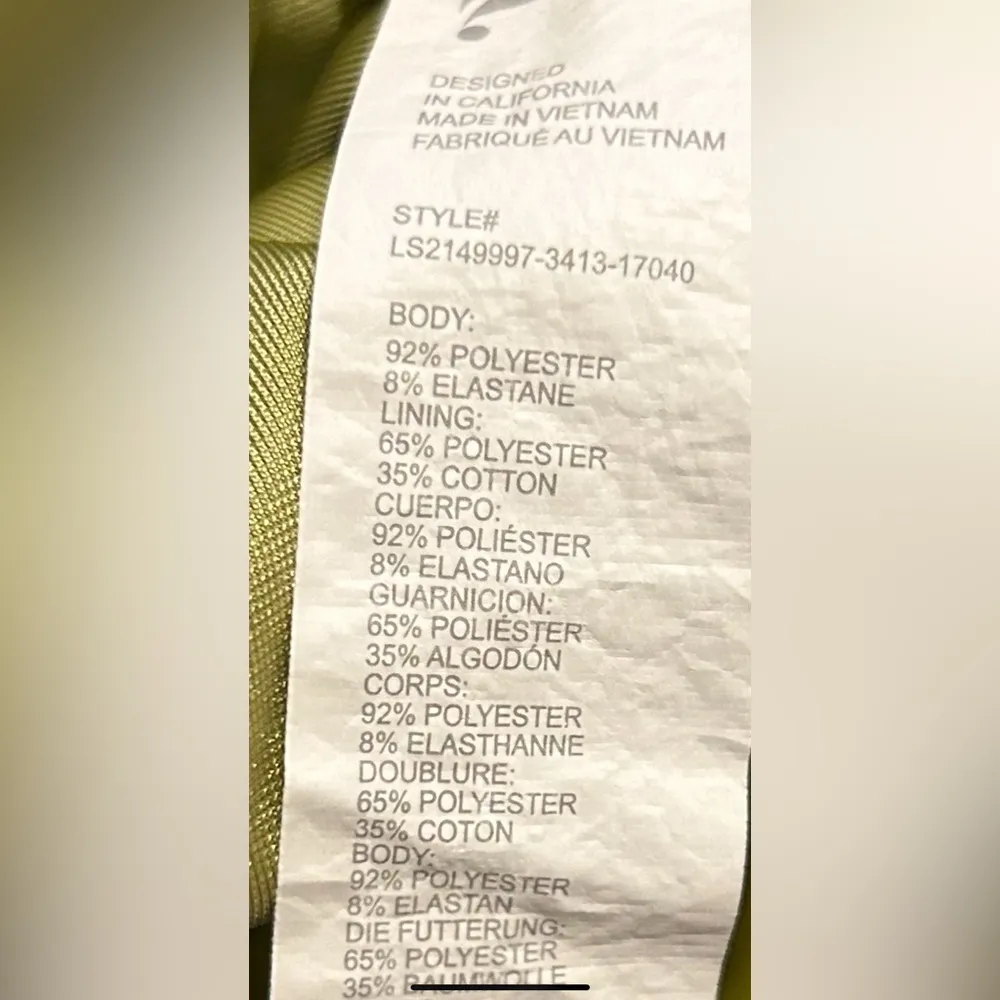 DESIGNED
IN CALIFORNIA
MADE IN VIETNAM
FABRIQUÉ AU VIETNAM
STYLE#
LS2149997-3413-17040
BODY:
92% POLYESTER
8% ELASTANE
LINING:
65% POLYESTER
35% COTTON
CUERPO:
92% POLIÉSTER
8% ELASTANO
GUARNICION:
65% POLIÉSTER
35% ALGODÓN
CORPS:
92% POLYESTER
8% ELASTHANNE
DOUBLURE:
65% POLYESTER
35% COTON
BODY:
92% POLYESTER
8% ELASTAN
DIE FUTTERUNG:
65% POLYESTER
35% BAUMWOLLE